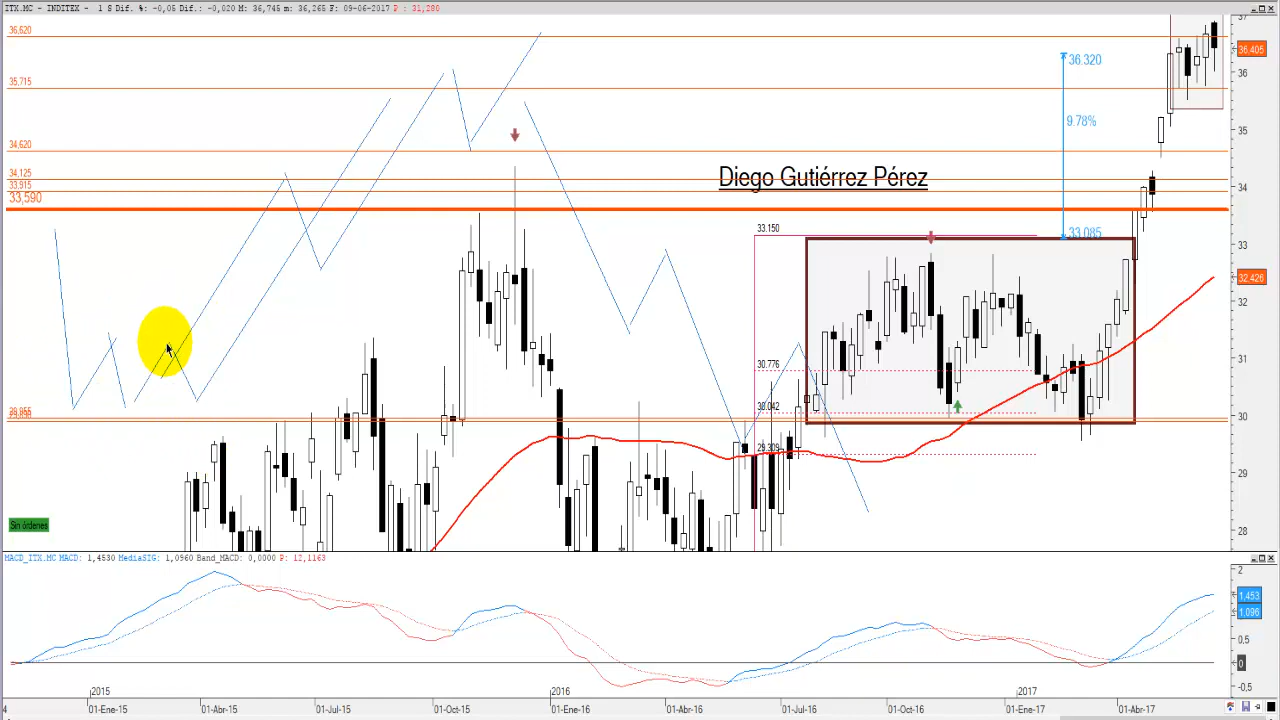 ITX.MC - INDITEX - 1 S Dif. %: -0,05 Dif.: -0,020 M: 36,745 m: 36,265 F: 09-06-2017 P : 31,280
37
36,620
36,405
36.320
36
35,715
9.78%
35
34,620
34,125
33,915
34
33,590
Diego Gutiérrez Pérez
33.150
33.085
33
32,426
32
31
30.776
30.042
30
29.309
29
28
Sin órdenes
MACD_ITX.MC MACD: 1,4530 MediaSIG: 1,0960 Band_MACD: 0,0000 P: 12,1163
2
1,453
1,096
0,5
0
-0,5
2015
2016
2017
4
01-Ene-15
01-Abr-15
01-Jul-15
01-Oct-15
01-Ene-16
01-Abr-16
01-Jul-16
01-Oct-16
01-Ene-17
01-Abr-17